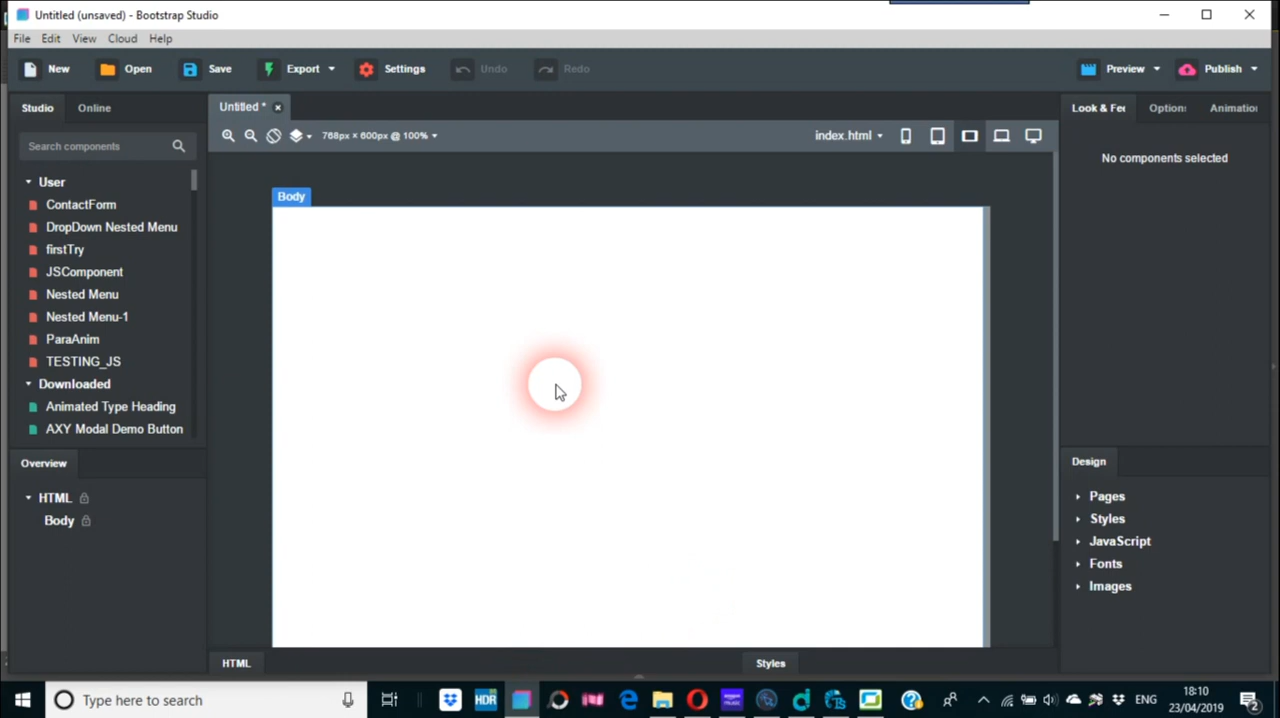 Untitled (unsaved) - Bootstrap Studio
File Edit View Cloud Help
New Open Save Export Settings Undo Redo Preview Publish
Studio Online
Untitled *
Look & Fee Option: Animatio
Search components
768px × 600px @ 100%
index.html
No components selected
User
ContactForm
DropDown Nested Menu
firstTry
JSComponent
Nested Menu
Nested Menu-1
ParaAnim
TESTING_JS
Downloaded
Animated Type Heading
AXY Modal Demo Button
Body
Overview
HTML
Body
Design
Pages
Styles
JavaScript
Fonts
Images
HTML
Styles
Type here to search
HDR
music
ENG
18:10
23/04/2019
2